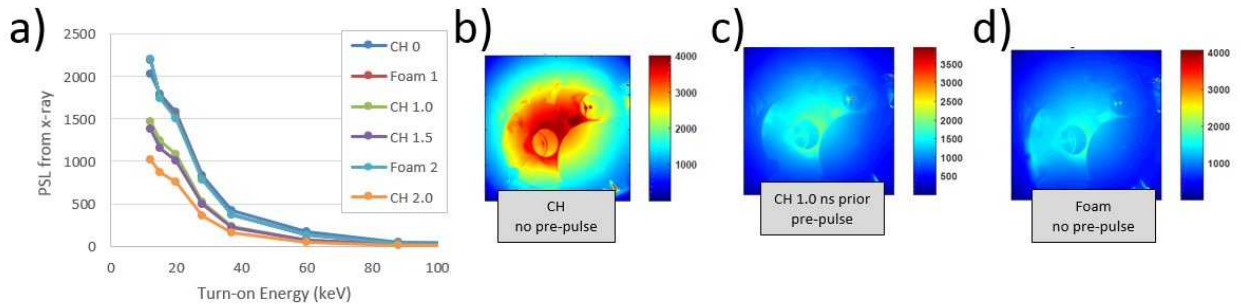 a)
2500
2000
1500
1000
500
0
PSL from x-ray
0 20 40 60 80 100
Turn-on Energy (keV)
CH 0
Foam 1
CH 1.0
CH 1.5
Foam 2
CH 2.0
b)
4000
3000
2000
1000
CH
no pre-pulse
c)
3500
3000
2500
2000
1500
1000
500
CH 1.0 ns prior
pre-pulse
d)
4000
3000
2000
1000
Foam
no pre-pulse